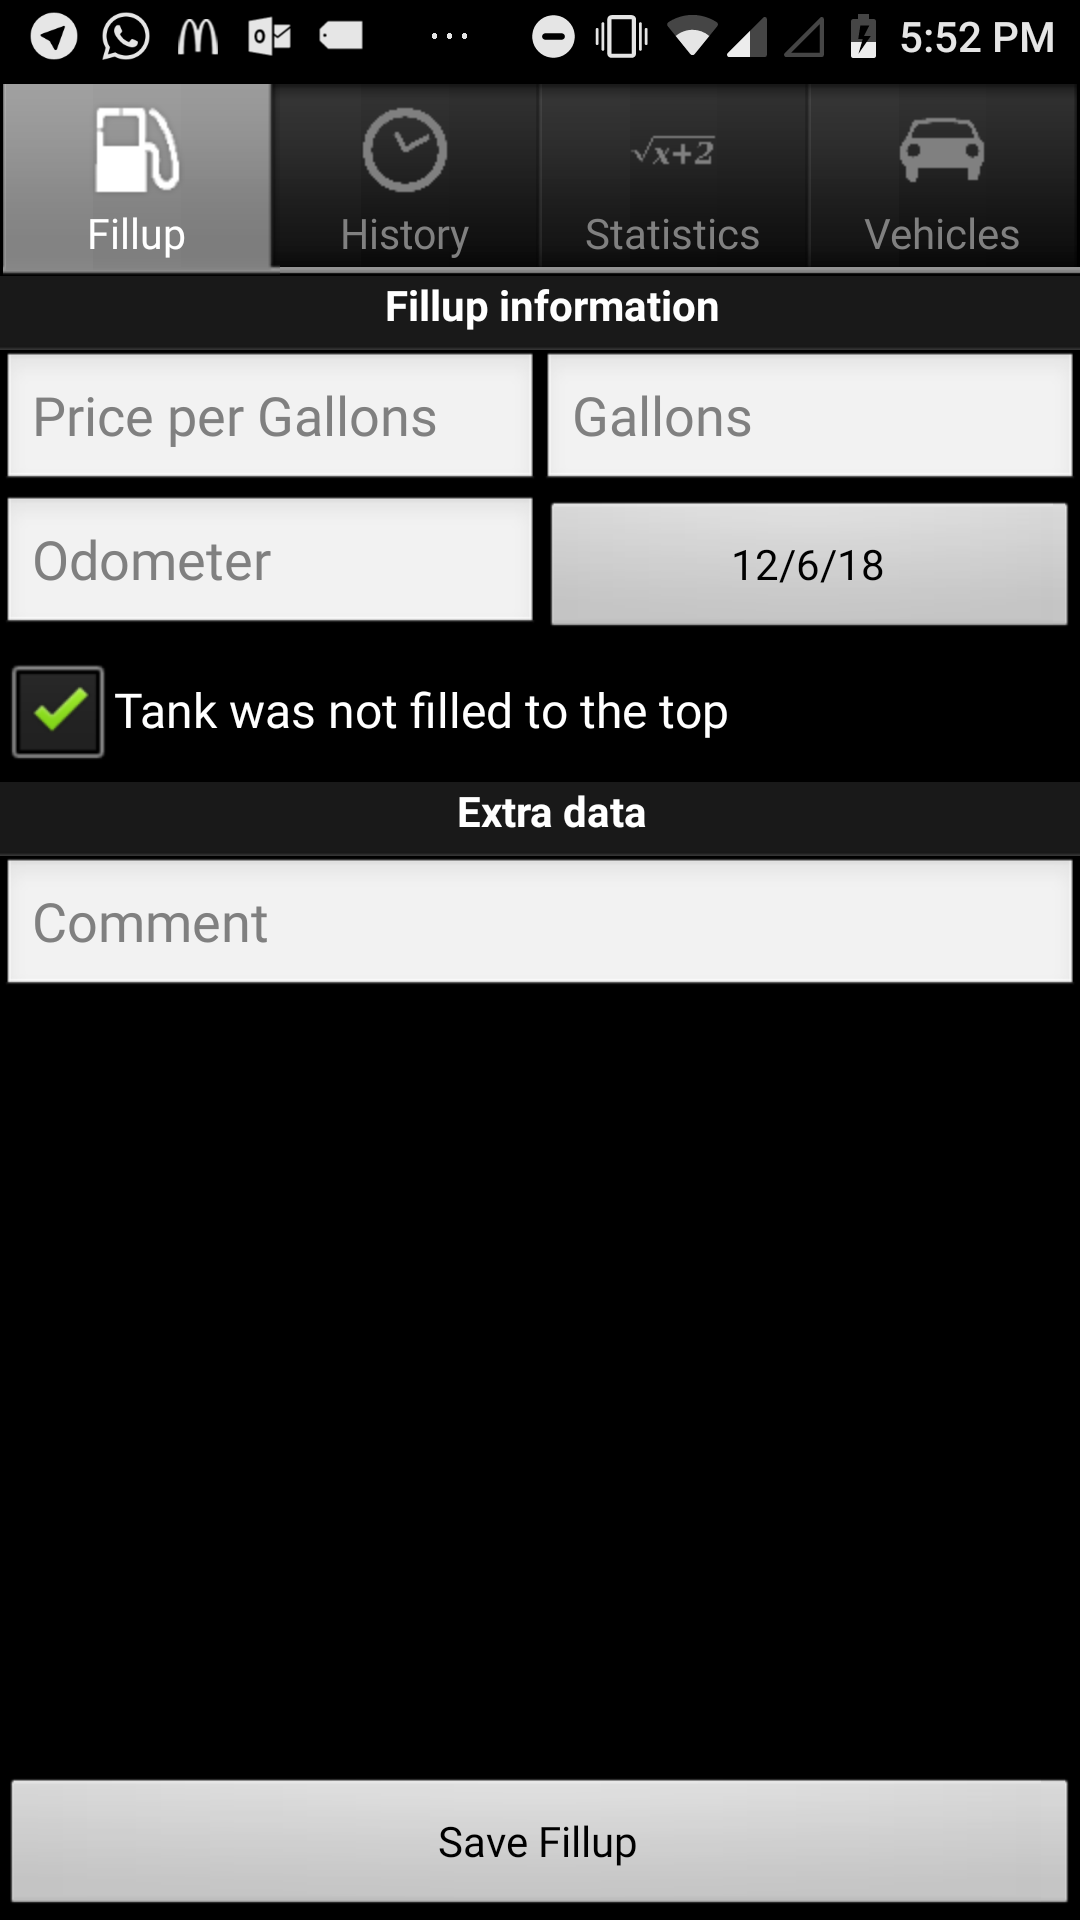 5:52 PM
√x+2
Fillup History Statistics Vehicles
Fillup information
Price per Gallons Gallons
Odometer 12/6/18
Tank was not filled to the top
Extra data
Comment
Save Fillup